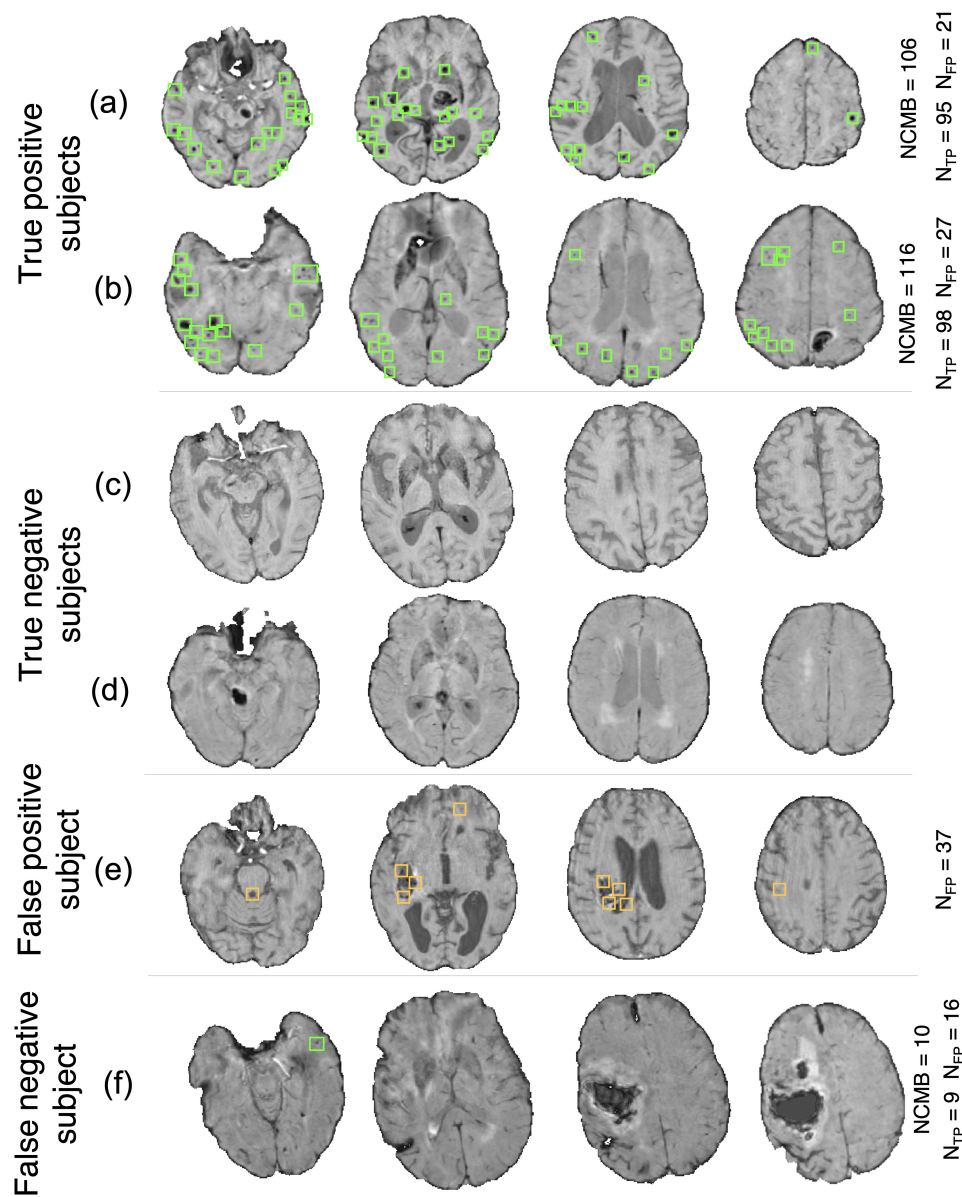 True positive
subjects
(a)
NCMB = 106
N_TP = 95 N_FP = 21
(b)
NCMB = 116
N_TP = 98 N_FP = 27
True negative
subjects
(c)
(d)
False positive
subject
(e)
N_FP = 37
False negative
subject
(f)
NCMB = 10
N_TP = 9 N_FP = 16